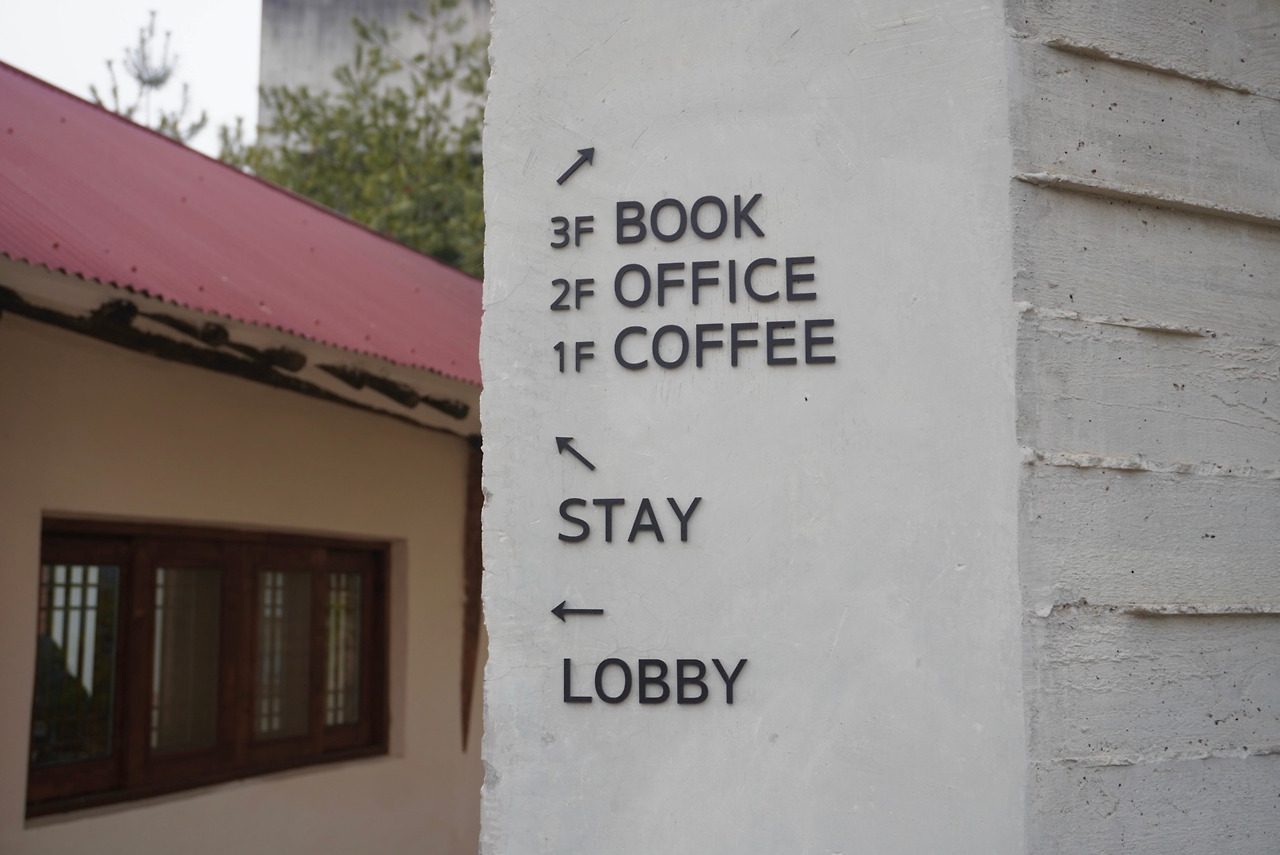 ↗
3F BOOK
2F OFFICE
1F COFFEE
↖
STAY
←
LOBBY